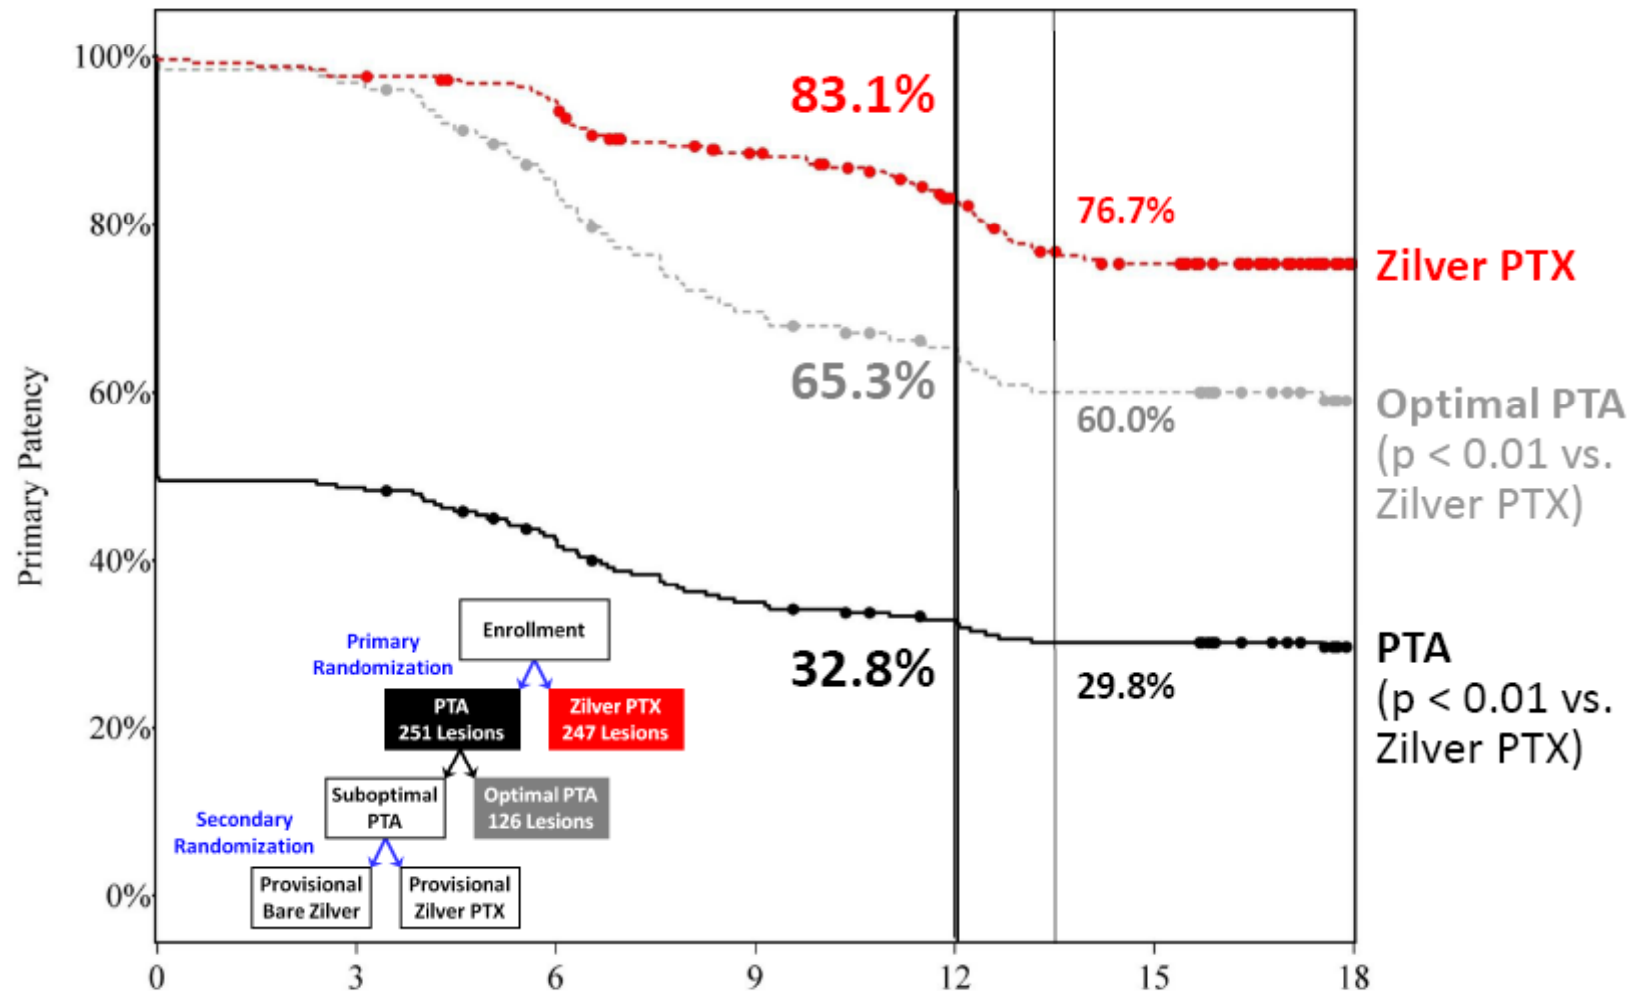 100%
80%
60%
40%
20%
0%
Primary Patency
0
3
6
9
12
15
18
83.1%
76.7%
65.3%
60.0%
32.8%
29.8%
Zilver PTX
Optimal PTA
(p < 0.01 vs.
Zilver PTX)
PTA
(p < 0.01 vs.
Zilver PTX)
Enrollment
Primary
Randomization
PTA
251 Lesions
Zilver PTX
247 Lesions
Suboptimal
PTA
Optimal PTA
126 Lesions
Secondary
Randomization
Provisional
Bare Zilver
Provisional
Zilver PTX